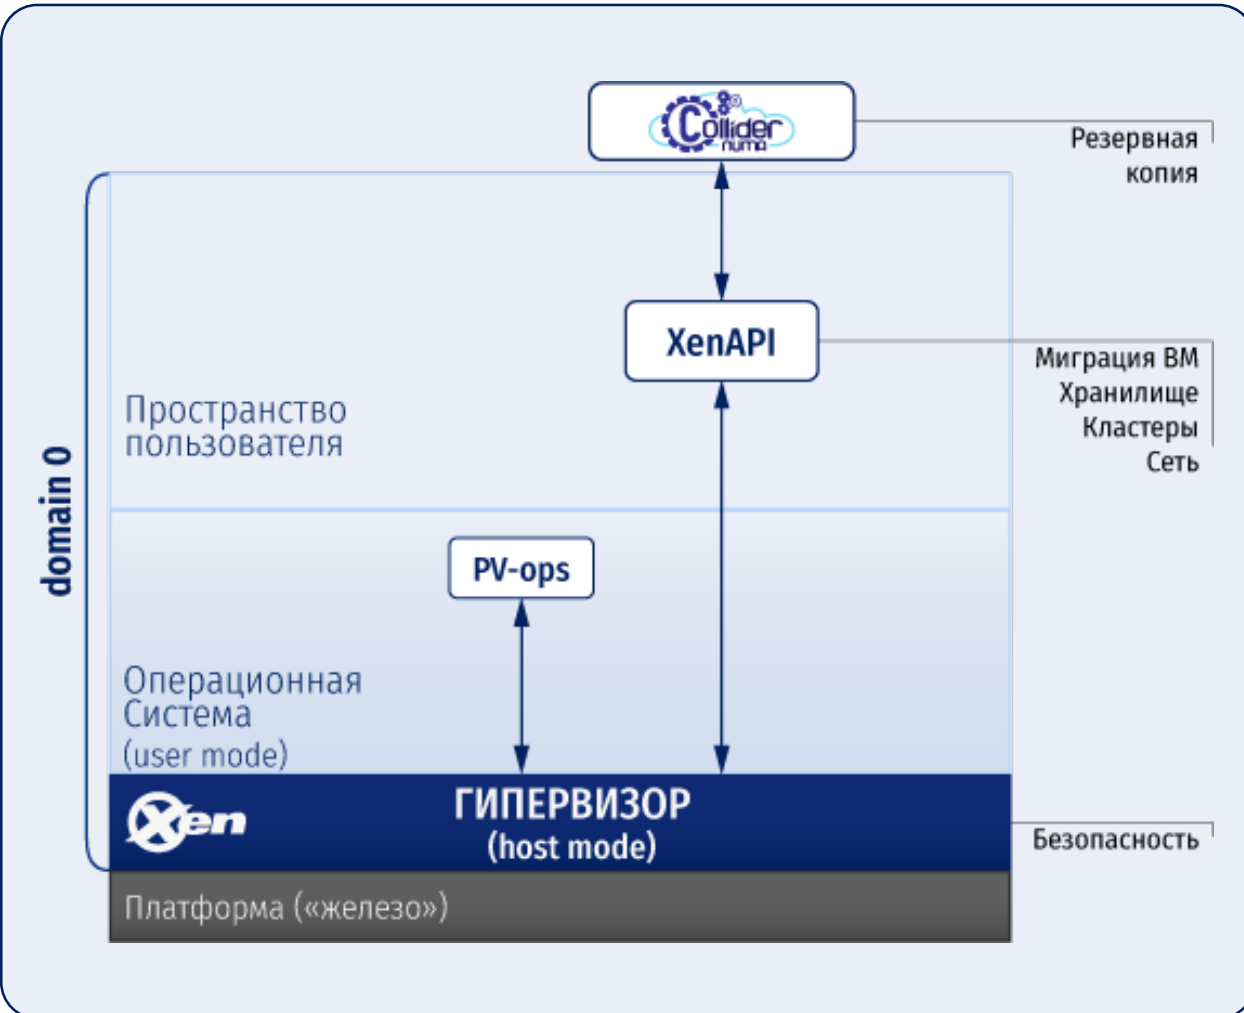 Collider
numa
Резервная
копия
XenAPI
Миграция ВМ
Хранилище
Кластеры
Сеть
Пространство
пользователя
domain 0
PV-ops
Операционная
Система
(user mode)
Xen
ГИПЕРВИЗОР
(host mode)
Безопасность
Платформа («железо»)